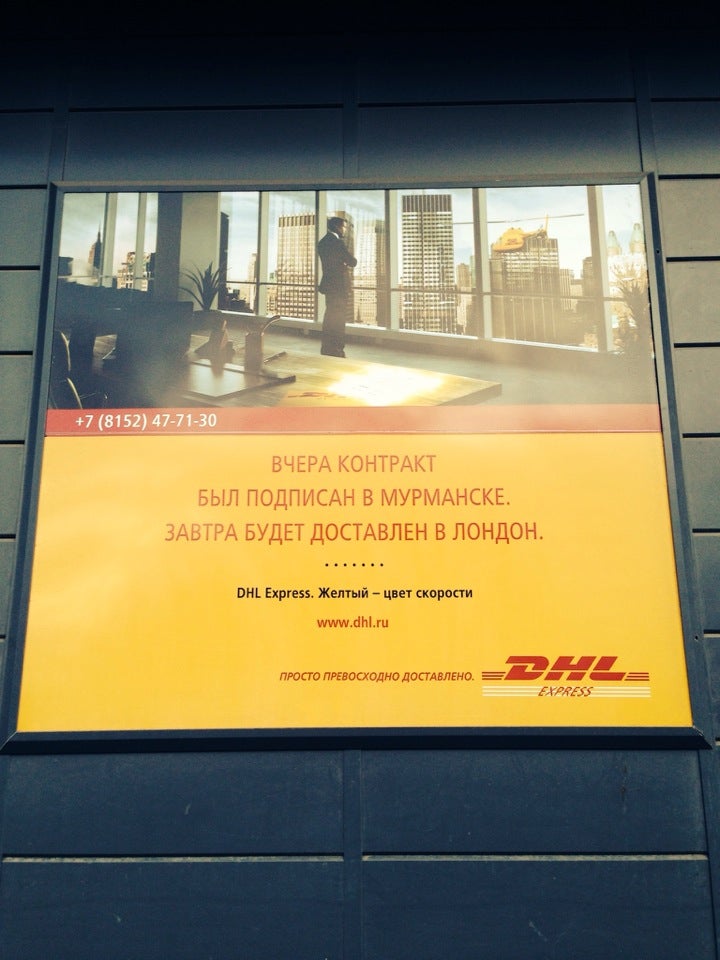 +7 (8152) 47-71-30
ВЧЕРА КОНТРАКТ
БЫЛ ПОДПИСАН В МУРМАНСКЕ.
ЗАВТРА БУДЕТ ДОСТАВЛЕН В ЛОНДОН.
.......
DHL Express. Желтый – цвет скорости
www.dhl.ru
ПРОСТО ПРЕВОСХОДНО ДОСТАВЛЕНО.
DHL
EXPRESS